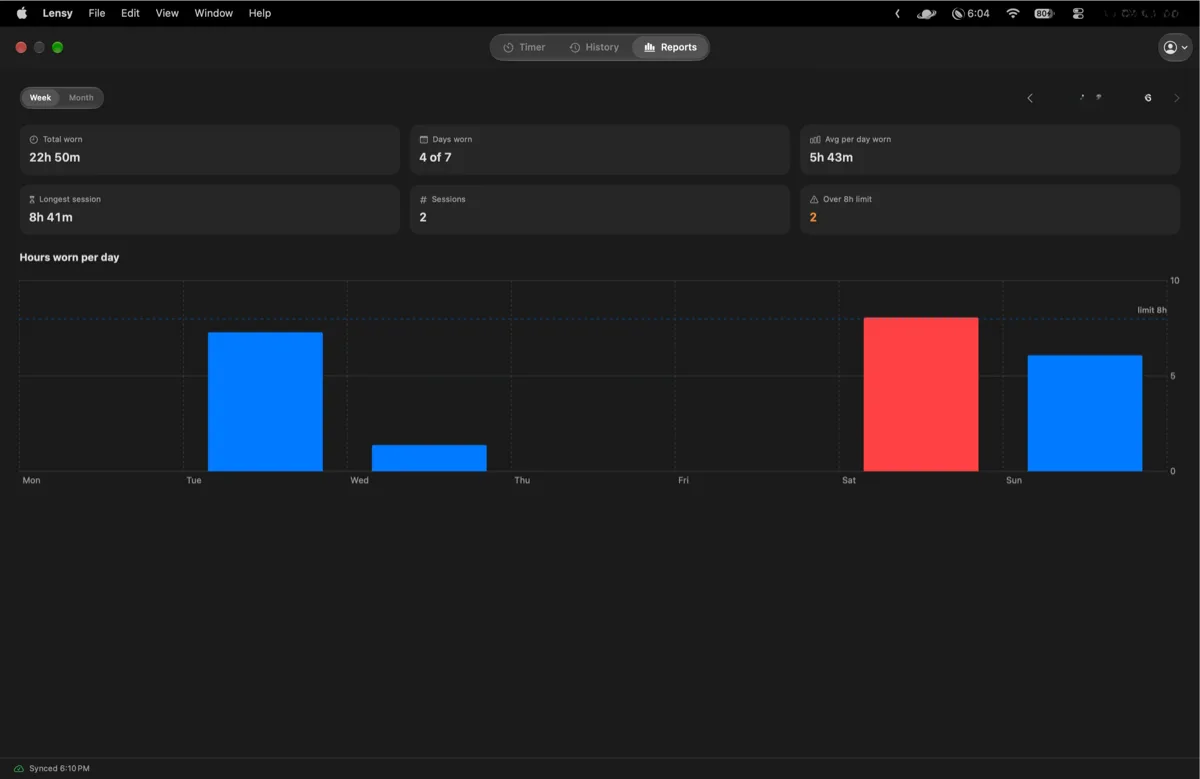 Lensy File Edit View Window Help 6:04 80
Timer History Reports
Week Month 6
Total worn
22h 50m
Days worn
4 of 7
Avg per day worn
5h 43m
Longest session
8h 41m
# Sessions
2
Over 8h limit
2
Hours worn per day
10
limit 8h
5
0
Mon Tue Wed Thu Fri Sat Sun
Synced 6:10 PM